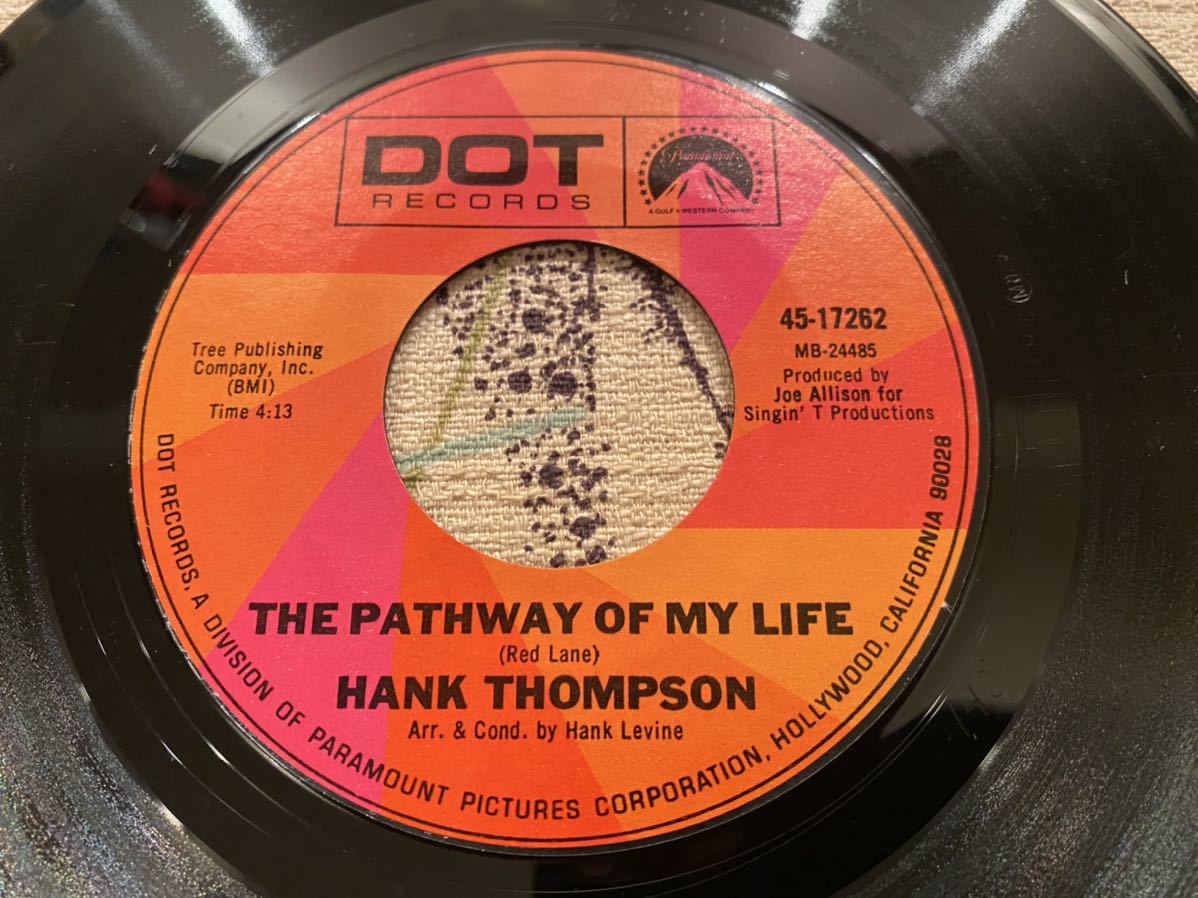 DOT
RECORDS
Paramount
A GULF + WESTERN COMPANY
45-17262
MB-24485
Produced by
Joe Allison for
Singin' T Productions
Tree Publishing
Company, Inc.
(BMI)
Time 4:13
THE PATHWAY OF MY LIFE
(Red Lane)
HANK THOMPSON
Arr. & Cond. by Hank Levine
DOT RECORDS, A DIVISION OF PARAMOUNT PICTURES CORPORATION, HOLLYWOOD, CALIFORNIA 90028